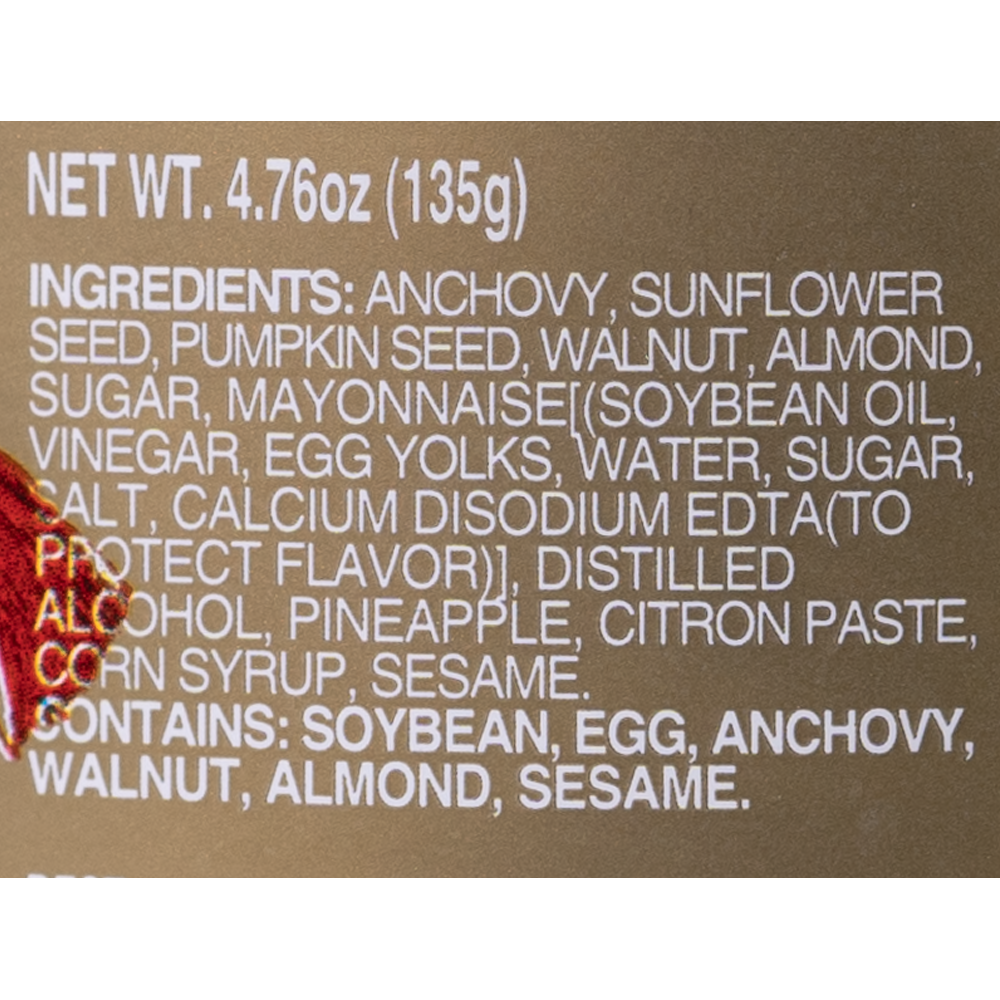 NET WT. 4.76oz (135g)
INGREDIENTS: ANCHOVY, SUNFLOWER
SEED, PUMPKIN SEED, WALNUT, ALMOND,
SUGAR, MAYONNAISE[(SOYBEAN OIL,
VINEGAR, EGG YOLKS, WATER, SUGAR,
SALT, CALCIUM DISODIUM EDTA(TO
PROTECT FLAVOR)], DISTILLED
ALCOHOL, PINEAPPLE, CITRON PASTE,
CORN SYRUP, SESAME.
CONTAINS: SOYBEAN, EGG, ANCHOVY,
WALNUT, ALMOND, SESAME.